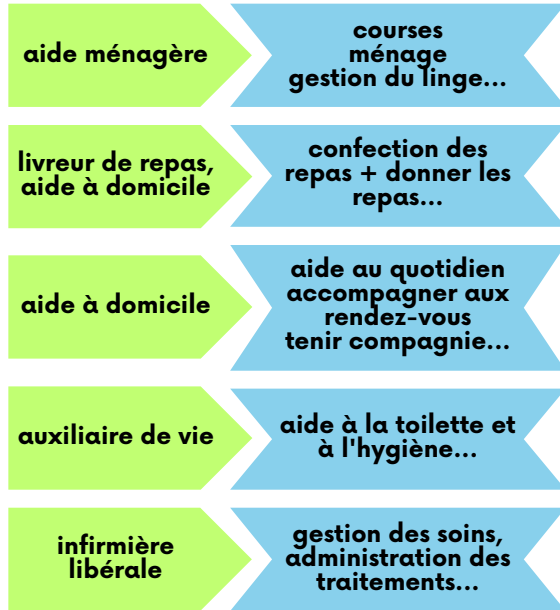 aide ménagère
courses
ménage
gestion du linge...
livreur de repas,
aide à domicile
confection des
repas + donner les
repas...
aide à domicile
aide au quotidien
accompagner aux
rendez-vous
tenir compagnie...
auxiliaire de vie
aide à la toilette et
à l'hygiène...
infirmière
libérale
gestion des soins,
administration des
traitements...